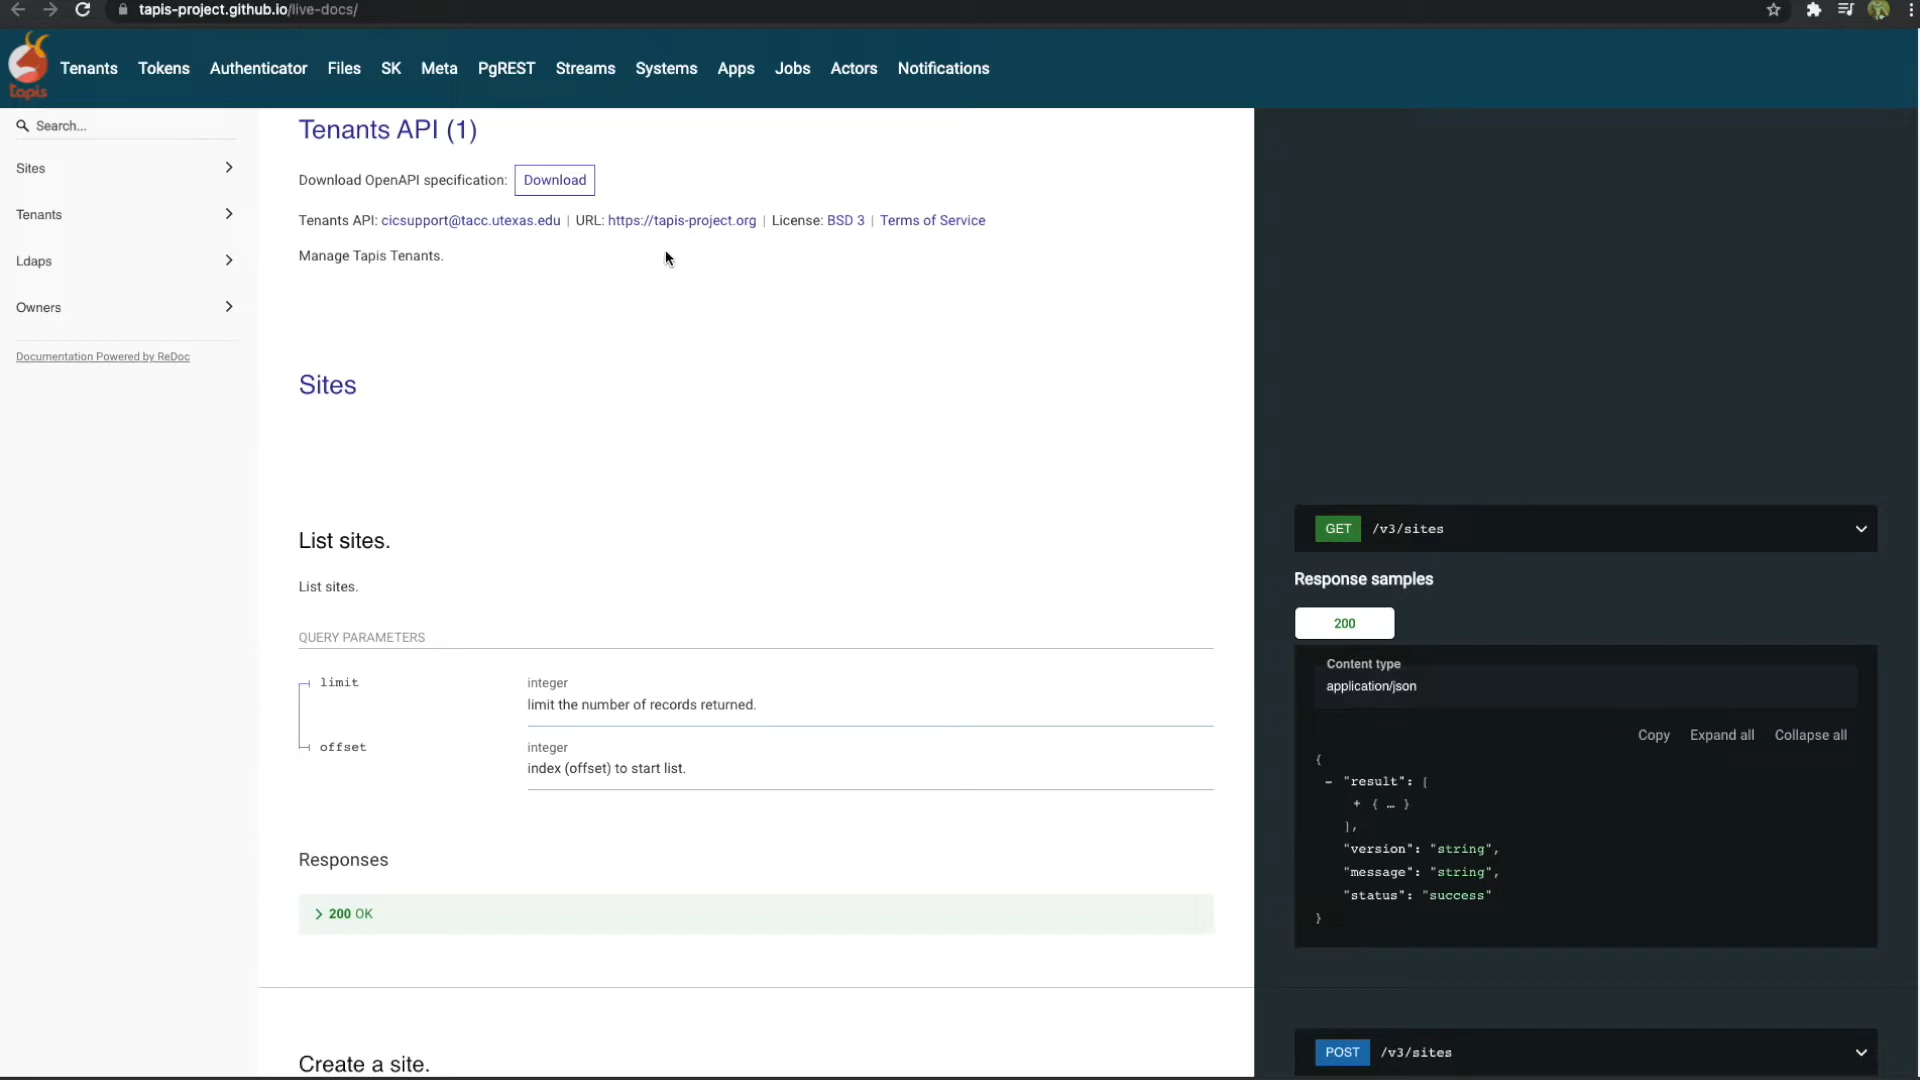 tapis-project.github.io/live-docs/
tapis
Tenants Tokens Authenticator Files SK Meta PgREST Streams Systems Apps Jobs Actors Notifications
Search...
Sites
Tenants
Ldaps
Owners
Documentation Powered by ReDoc
Tenants API (1)
Download OpenAPI specification: Download
Tenants API: cicsupport@tacc.utexas.edu | URL: https://tapis-project.org | License: BSD 3 | Terms of Service
Manage Tapis Tenants.
Sites
List sites.
List sites.
QUERY PARAMETERS
limit
integer
limit the number of records returned.
offset
integer
index (offset) to start list.
Responses
200 OK
Create a site.
GET /v3/sites
Response samples
200
Content type
application/json
Copy Expand all Collapse all
{
- "result": [
+ { … }
],
"version": "string",
"message": "string",
"status": "success"
}
POST /v3/sites